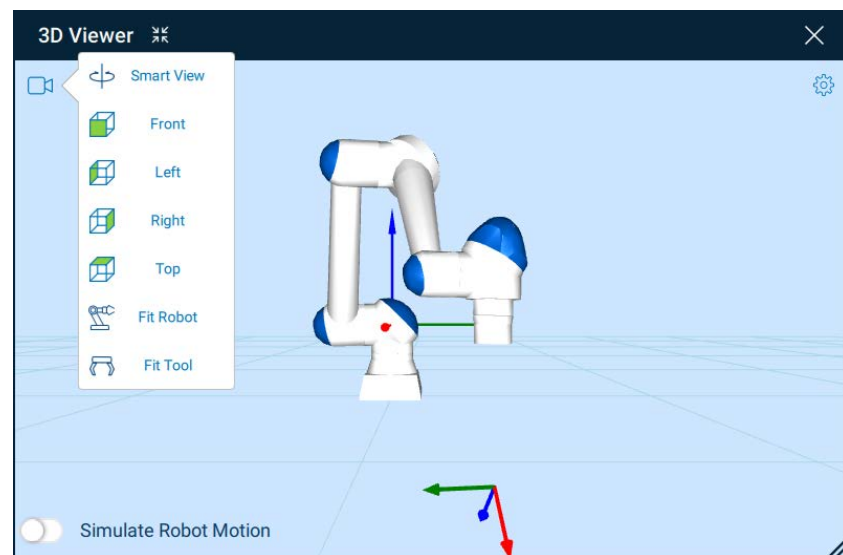 3D Viewer
Smart View
Front
Left
Right
Top
Fit Robot
Fit Tool
Simulate Robot Motion